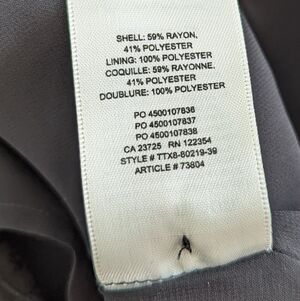 SHELL: 59% RAYON,
41% POLYESTER
LINING: 100% POLYESTER
COQUILLE: 59% RAYONNE,
41% POLYESTER
DOUBLURE: 100% POLYESTER
PO 4500107836
PO 4500107837
PO 4500107838
CA 23725 RN 122354
STYLE # TTX8-80219-39
ARTICLE # 73804